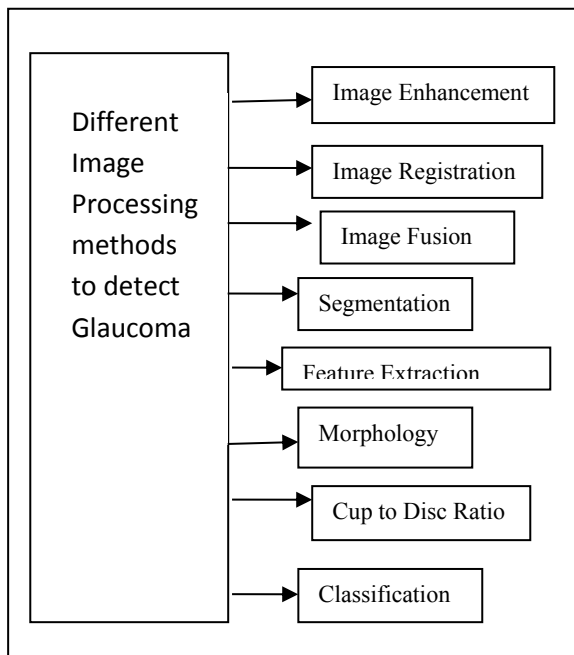 Different
Image
Processing
methods
to detect
Glaucoma
Image Enhancement
Image Registration
Image Fusion
Segmentation
Feature Extraction
Morphology
Cup to Disc Ratio
Classification